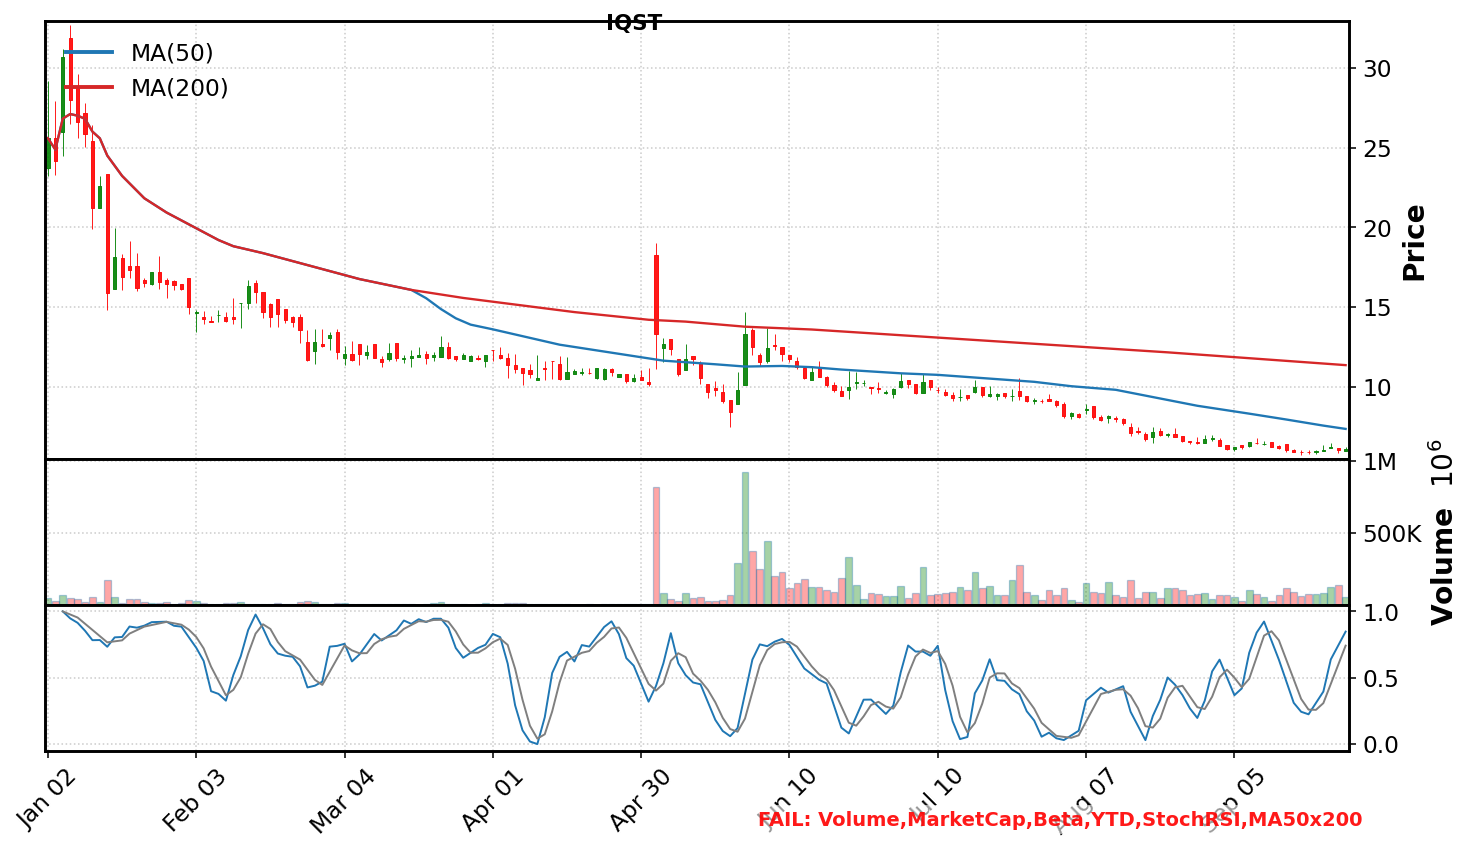 IQST
MA(50)
MA(200)
30
25
20
15
10
Price
1M
500K
Volume 10^6
1.0
0.5
0.0
Jan 02
Feb 03
Mar 04
Apr 01
Apr 30
Jun 10
Jul 10
Aug 07
Sep 05
FAIL: Volume,MarketCap,Beta,YTD,StochRSI,MA50x200